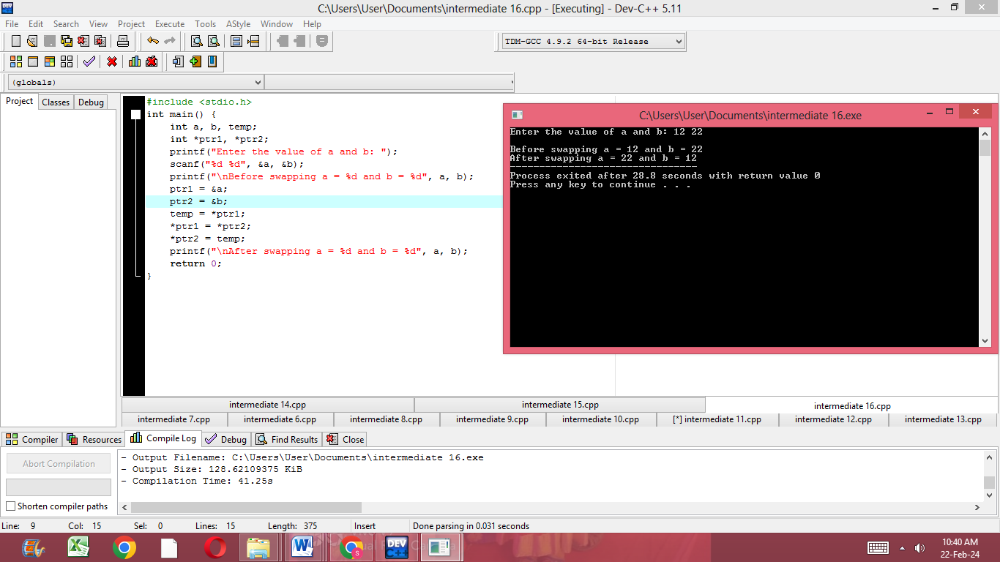 C:\Users\User\Documents\intermediate 16.cpp - [Executing] - Dev-C++ 5.11
File Edit Search View Project Execute Tools AStyle Window Help
TDM-GCC 4.9.2 64-bit Release
(globals)
Project Classes Debug
#include <stdio.h>
int main() {
    int a, b, temp;
    int *ptr1, *ptr2;
    printf("Enter the value of a and b: ");
    scanf("%d %d", &a, &b);
    printf("\nBefore swapping a = %d and b = %d", a, b);
    ptr1 = &a;
    ptr2 = &b;
    temp = *ptr1;
    *ptr1 = *ptr2;
    *ptr2 = temp;
    printf("\nAfter swapping a = %d and b = %d", a, b);
    return 0;
}
C:\Users\User\Documents\intermediate 16.exe
Enter the value of a and b: 12 22
Before swapping a = 12 and b = 22
After swapping a = 22 and b = 12
--------------------------------
Process exited after 28.8 seconds with return value 0
Press any key to continue . . .
intermediate 14.cpp intermediate 15.cpp intermediate 16.cpp
intermediate 7.cpp intermediate 6.cpp intermediate 8.cpp intermediate 9.cpp intermediate 10.cpp [*] intermediate 11.cpp intermediate 12.cpp intermediate 13.cpp
Compiler Resources Compile Log Debug Find Results Close
Abort Compilation
Shorten compiler paths
- Output Filename: C:\Users\User\Documents\intermediate 16.exe
- Output Size: 128.62109375 KiB
- Compilation Time: 41.25s
Line: 9 Col: 15 Sel: 0 Lines: 15 Length: 375 Insert Done parsing in 0.031 seconds
DEV C++
10:40 AM
22-Feb-24